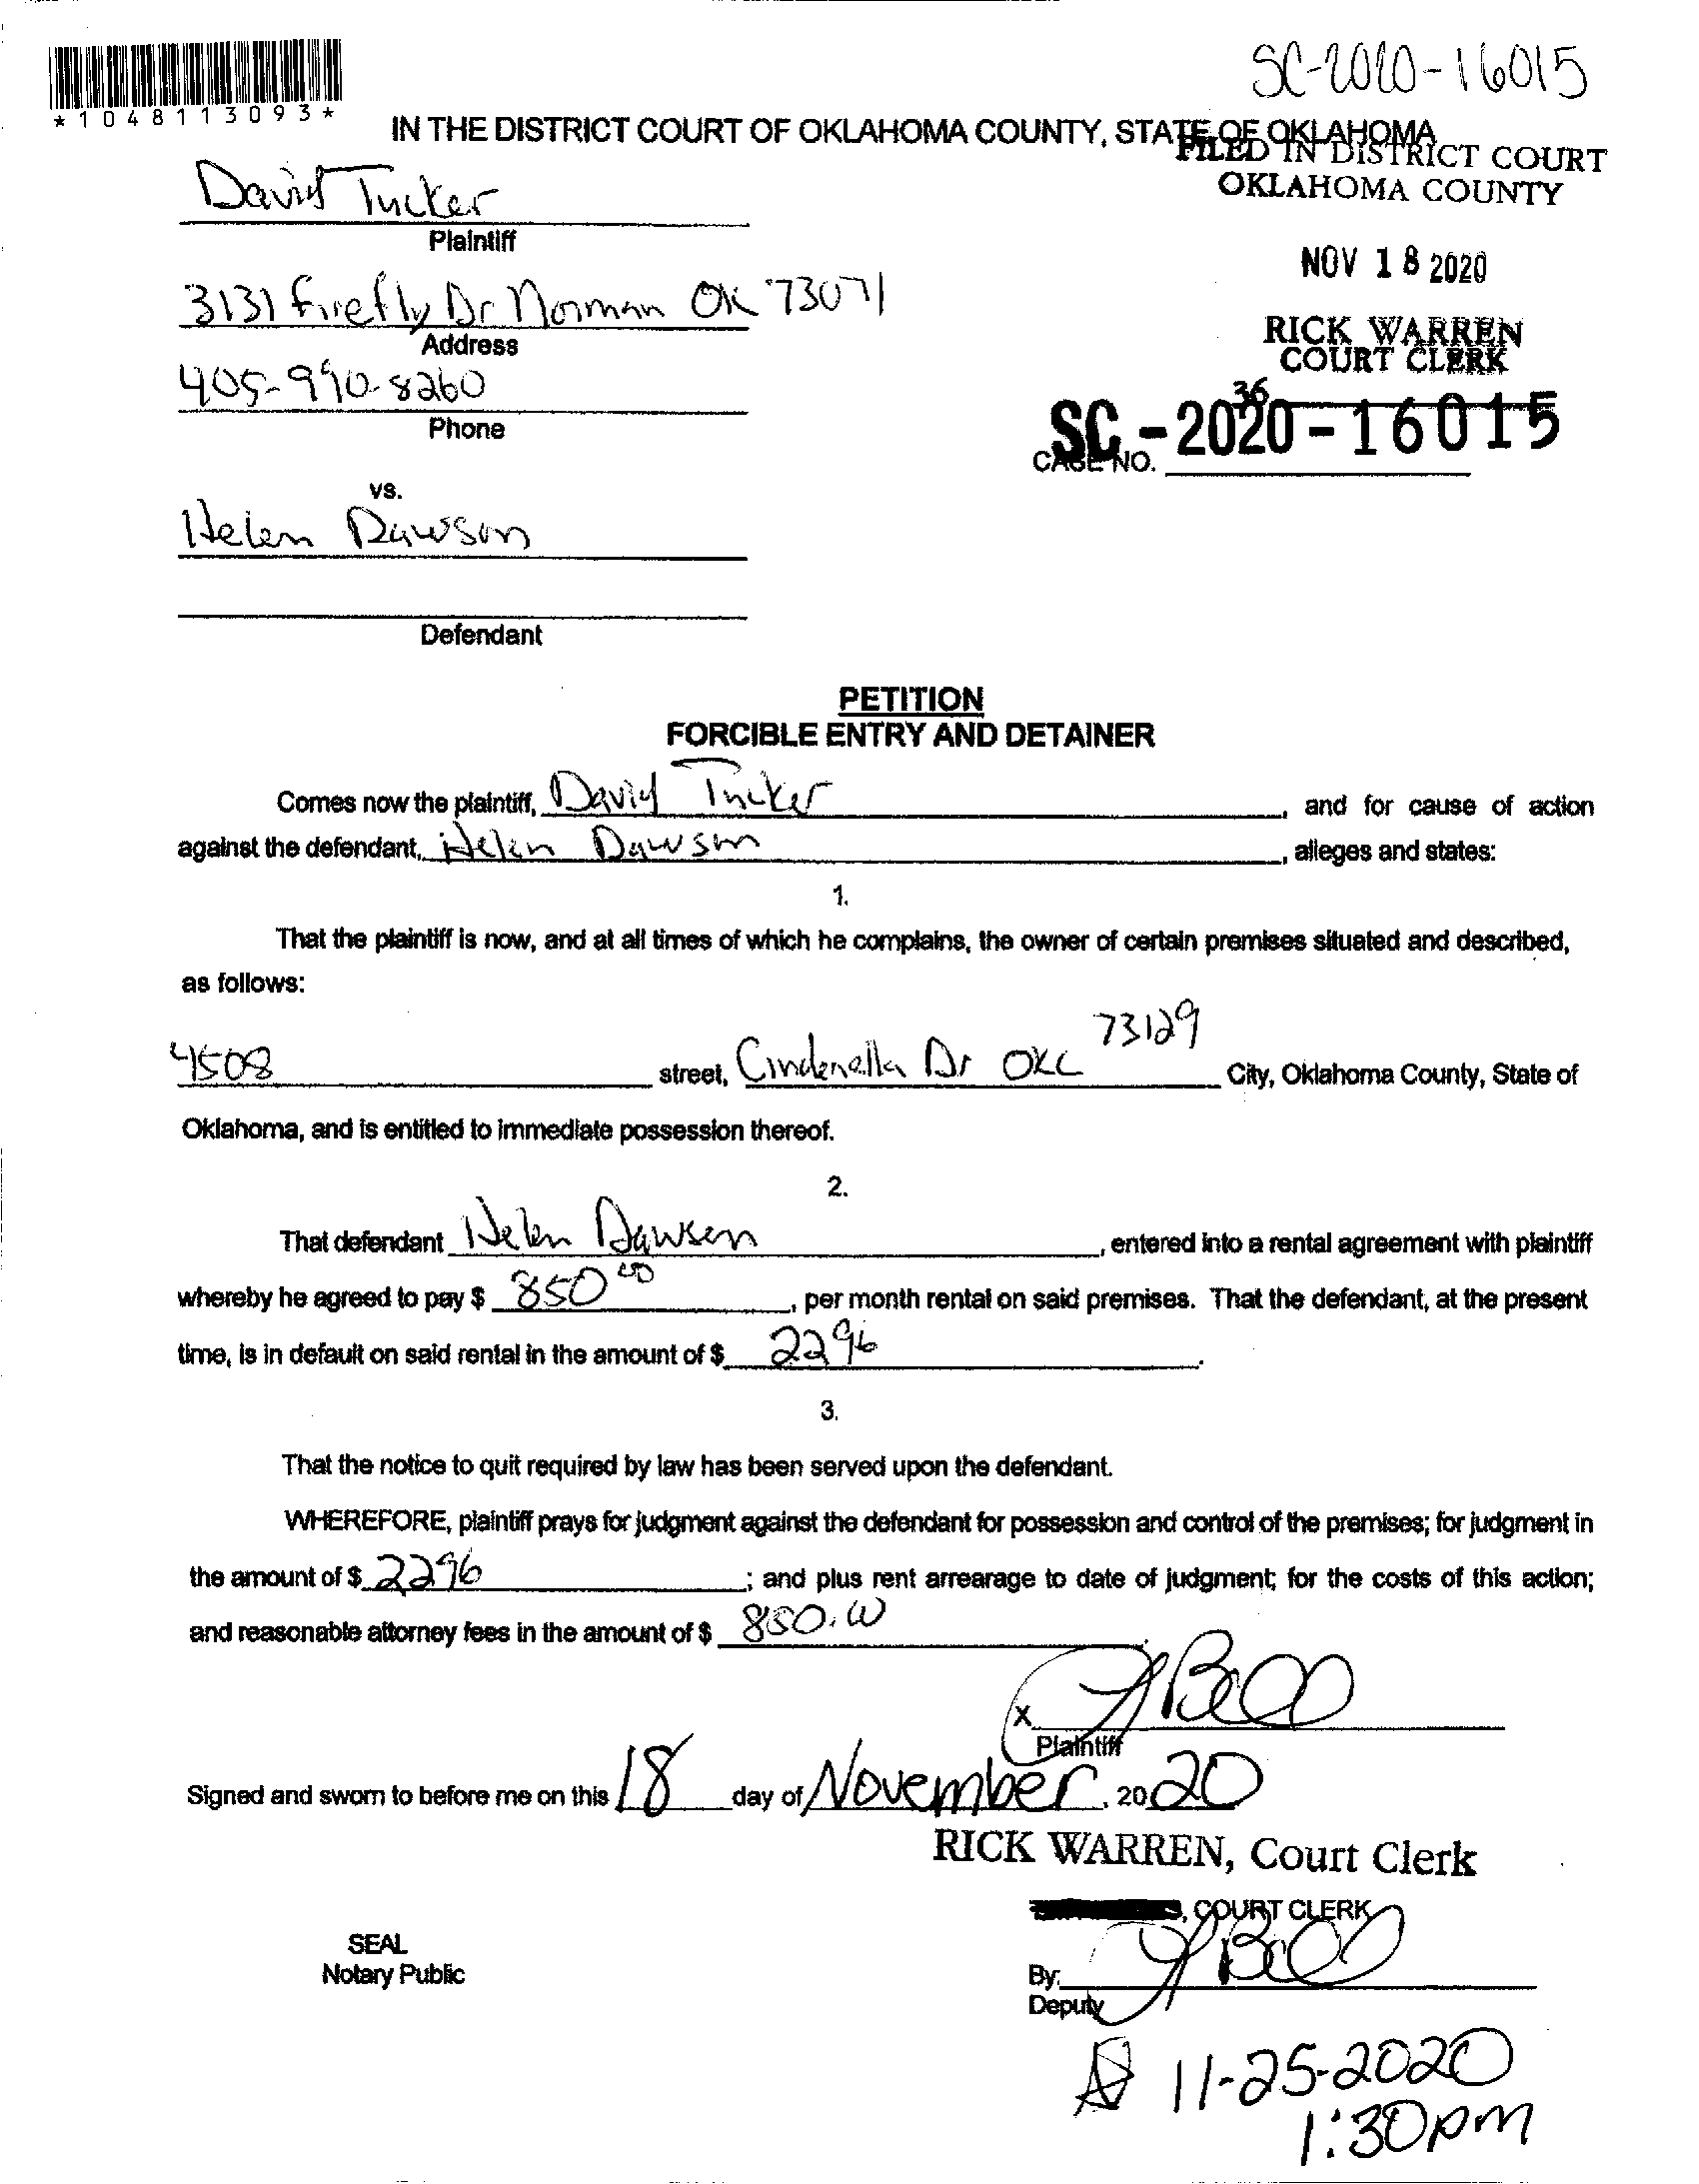 SC-2020-16015
*1048113093*
IN THE DISTRICT COURT OF OKLAHOMA COUNTY, STATE OF OKLAHOMA
FILED IN DISTRICT COURT
OKLAHOMA COUNTY
David Tucker
Plaintiff
NOV 18 2020
3131 Firefly Dr Norman OK 73071
Address
RICK WARREN
COURT CLERK
405-990-8260
Phone
36
SC-2020-16015
CASE NO.
vs.
Helen Dawson
Defendant
PETITION
FORCIBLE ENTRY AND DETAINER
Comes now the plaintiff, David Tucker, and for cause of action
against the defendant, Helen Dawson, alleges and states:
1.
That the plaintiff is now, and at all times of which he complains, the owner of certain premises situated and described,
as follows:
4508 street, Cinderella Dr OKC 73129 City, Oklahoma County, State of
Oklahoma, and is entitled to immediate possession thereof.
2.
That defendant Helen Dawson, entered into a rental agreement with plaintiff
whereby he agreed to pay $ 850 00, per month rental on said premises. That the defendant, at the present
time, is in default on said rental in the amount of $ 2296.
3.
That the notice to quit required by law has been served upon the defendant.
WHEREFORE, plaintiff prays for judgment against the defendant for possession and control of the premises; for judgment in
the amount of $ 2296; and plus rent arrearage to date of judgment; for the costs of this action;
and reasonable attorney fees in the amount of $ 850.00
X
Plaintiff
Signed and sworn to before me on this 18 day of November, 2020
RICK WARREN, Court Clerk
, COURT CLERK
SEAL
Notary Public
By:
Deputy
11-25-2020
1:30pm